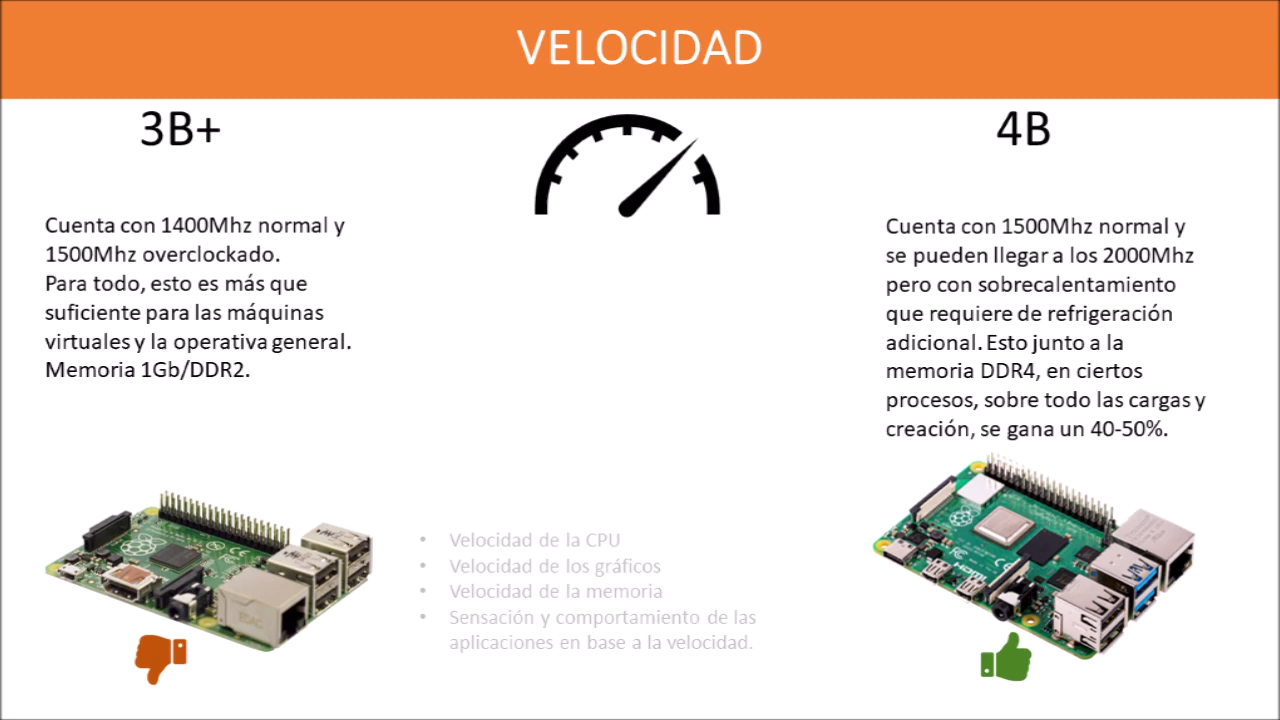 VELOCIDAD
3B+
4B
Cuenta con 1400Mhz normal y
1500Mhz overclockado.
Para todo, esto es más que
suficiente para las máquinas
virtuales y la operativa general.
Memoria 1Gb/DDR2.
Cuenta con 1500Mhz normal y
se pueden llegar a los 2000Mhz
pero con sobrecalentamiento
que requiere de refrigeración
adicional. Esto junto a la
memoria DDR4, en ciertos
procesos, sobre todo las cargas y
creación, se gana un 40-50%.
• Velocidad de la CPU
• Velocidad de los gráficos
• Velocidad de la memoria
• Sensación y comportamiento de las
aplicaciones en base a la velocidad.
EDAC
FC
HDMI